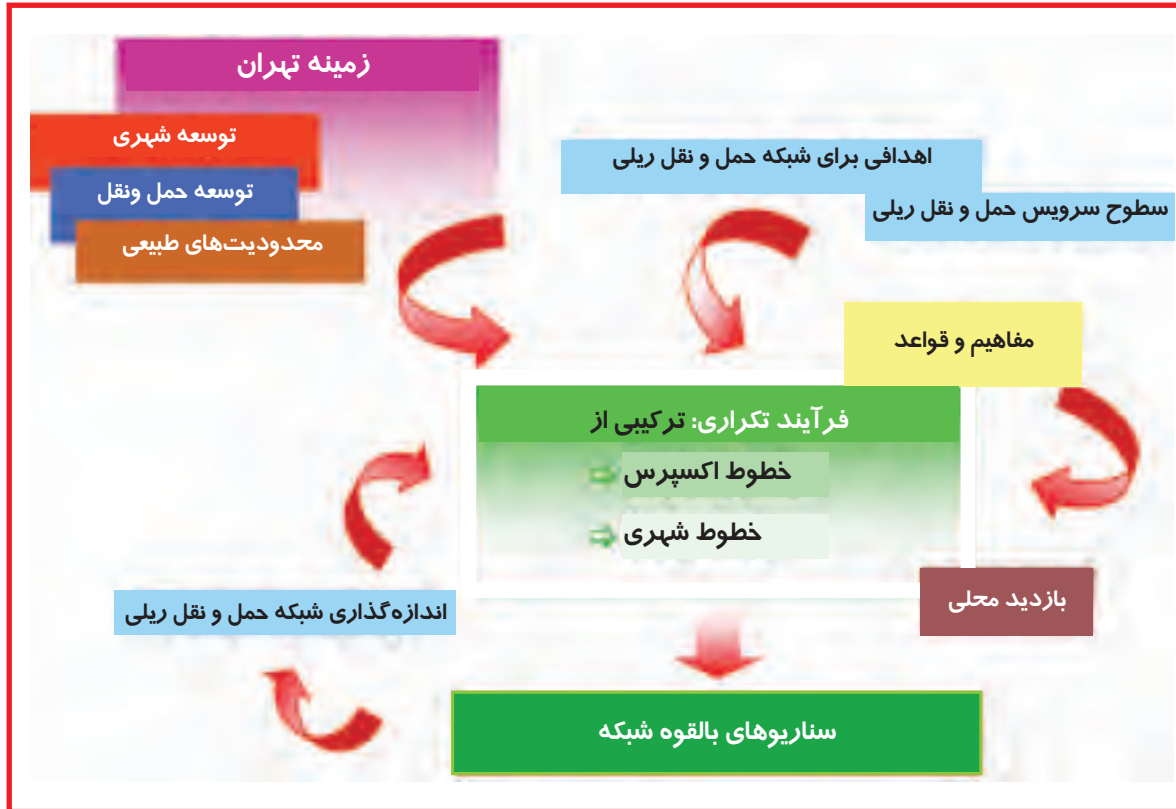 زمینه تهران
توسعه شهری
توسعه حمل ونقل
محدودیت‌های طبیعی
اهدافی برای شبکه حمل و نقل ریلی
سطوح سرویس حمل و نقل ریلی
مفاهیم و قواعد
فرآیند تکراری: ترکیبی از
خطوط اکسپرس
خطوط شهری
بازدید محلی
اندازه‌گذاری شبکه حمل و نقل ریلی
سناریوهای بالقوه شبکه